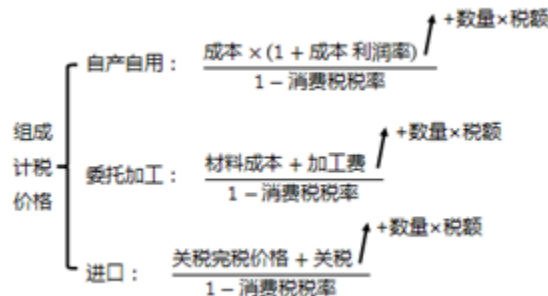 +数量×税额
自产自用： 成本 ×(1 + 成本 利润率)
1 − 消费税税率
组成
计税
价格
+数量×税额
委托加工： 材料成本 + 加工费
1 − 消费税税率
+数量×税额
进口： 关税完税价格 + 关税
1 − 消费税税率